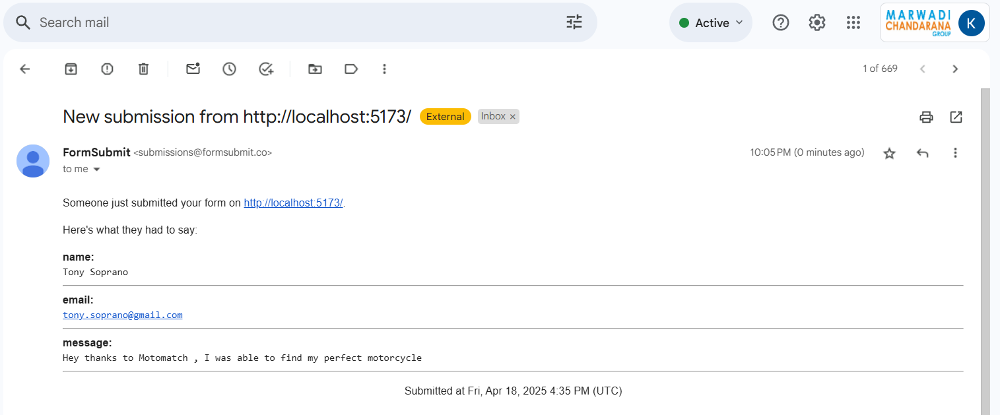 Search mail
Active
MARWADI
CHANDARANA
GROUP
K
1 of 669
New submission from http://localhost:5173/
External
Inbox ×
FormSubmit <submissions@formsubmit.co>
10:05 PM (0 minutes ago)
to me
Someone just submitted your form on http://localhost:5173/.
Here's what they had to say:
name:
Tony Soprano
email:
tony.soprano@gmail.com
message:
Hey thanks to Motomatch , I was able to find my perfect motorcycle
Submitted at Fri, Apr 18, 2025 4:35 PM (UTC)